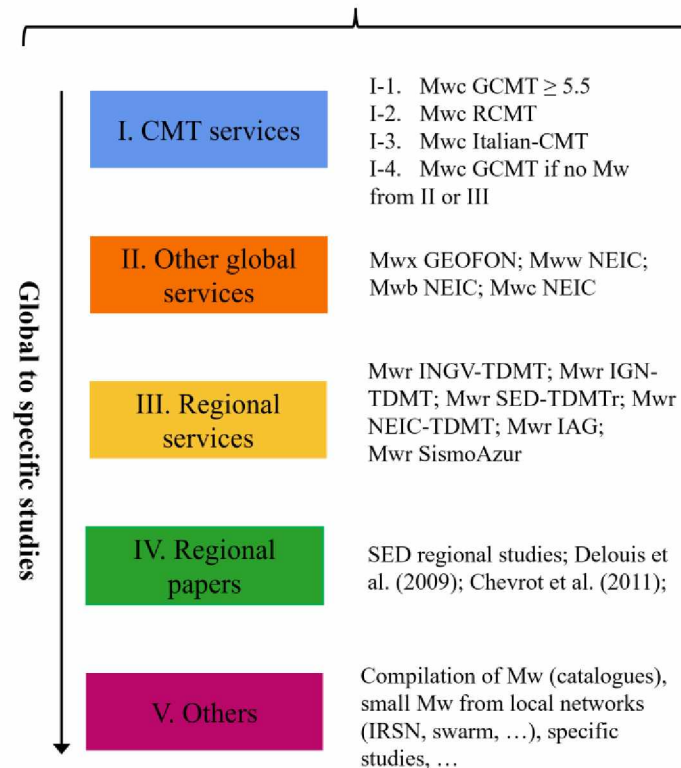 Global to specific studies
I. CMT services
I-1. Mwc GCMT ≥ 5.5
I-2. Mwc RCMT
I-3. Mwc Italian-CMT
I-4. Mwc GCMT if no Mw
from II or III
II. Other global
services
Mwx GEOFON; Mww NEIC;
Mwb NEIC; Mwc NEIC
III. Regional
services
Mwr INGV-TDMT; Mwr IGN-
TDMT; Mwr SED-TDMTr; Mwr
NEIC-TDMT; Mwr IAG;
Mwr SismoAzur
IV. Regional
papers
SED regional studies; Delouis et
al. (2009); Chevrot et al. (2011);
V. Others
Compilation of Mw (catalogues),
small Mw from local networks
(IRSN, swarm, …), specific
studies, …